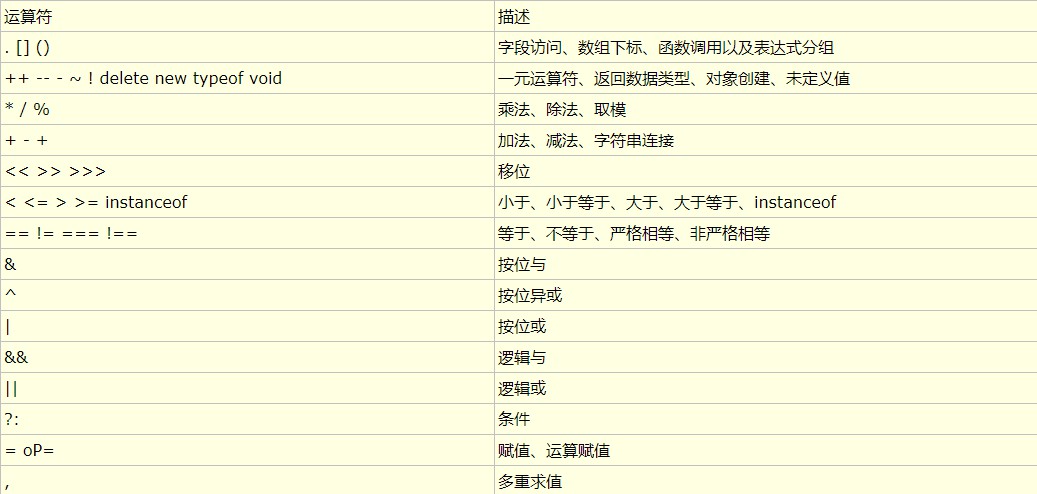 运算符 描述
. [] () 字段访问、数组下标、函数调用以及表达式分组
++ -- - ~ ! delete new typeof void 一元运算符、返回数据类型、对象创建、未定义值
* / % 乘法、除法、取模
+ - + 加法、减法、字符串连接
<< >> >>> 移位
< <= > >= instanceof 小于、小于等于、大于、大于等于、instanceof
== != === !== 等于、不等于、严格相等、非严格相等
& 按位与
^ 按位异或
| 按位或
&& 逻辑与
|| 逻辑或
?: 条件
= oP= 赋值、运算赋值
, 多重求值